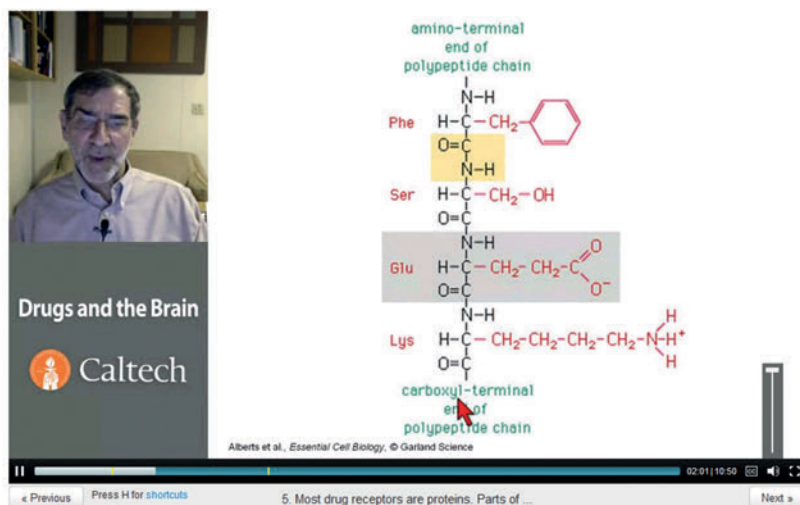 amino-terminal
end of
polypeptide chain
N-H
Phe H-C-CH₂-
O=C
N-H
Ser H-C-CH₂-OH
O=C
N-H
O
Glu H-C-CH₂-CH₂-C
O=C O⁻
N-H
H
Lys H-C-CH₂-CH₂-CH₂-CH₂-N-H⁺
O=C H
carboxyl-terminal
end of
polypeptide chain
Drugs and the Brain
Caltech
Alberts et al., Essential Cell Biology, © Garland Science
02:01|10:50 CC
« Previous Press H for shortcuts 5. Most drug receptors are proteins. Parts of ... Next »